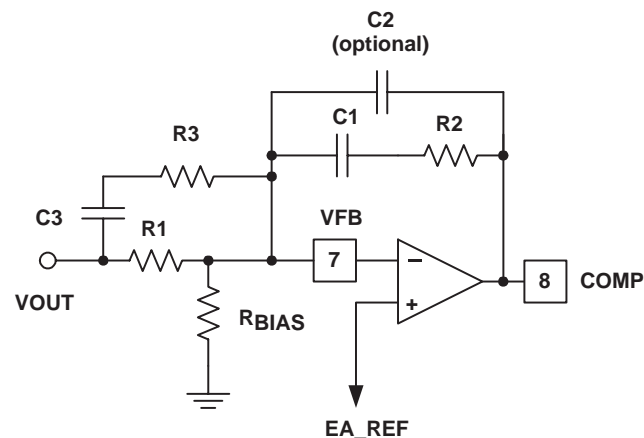 C2
(optional)
C1
R2
R3
C3
R1
VFB
7
8
COMP
VOUT
RBIAS
EA_REF